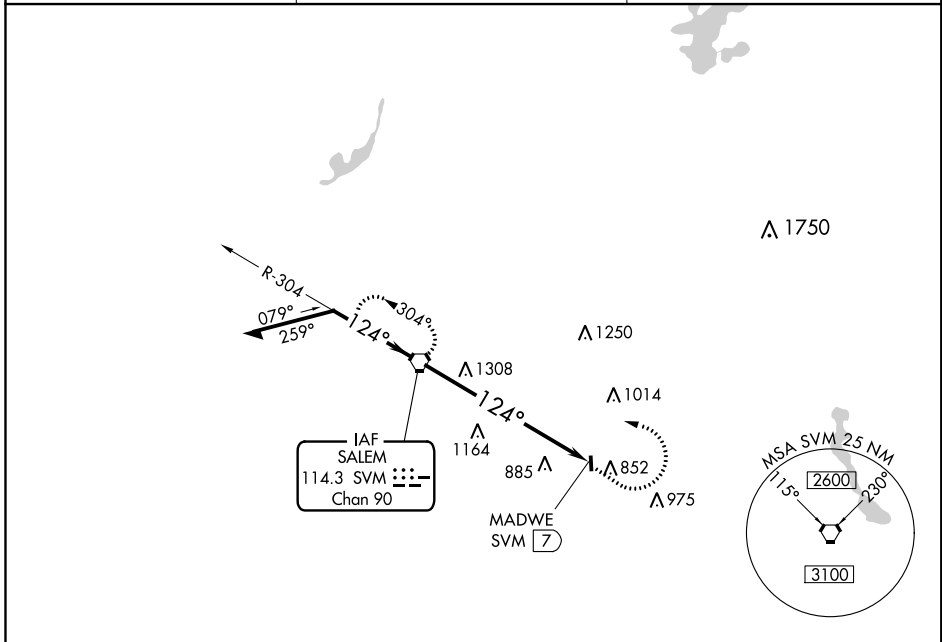 1750
R-304
079°
259°
304°
124°
1250
1308
124°
1014
1164
885
852
975
IAF
SALEM
114.3 SVM
Chan 90
MADWE
SVM 7
MSA SVM 25 NM
115°
2600
230°
3100